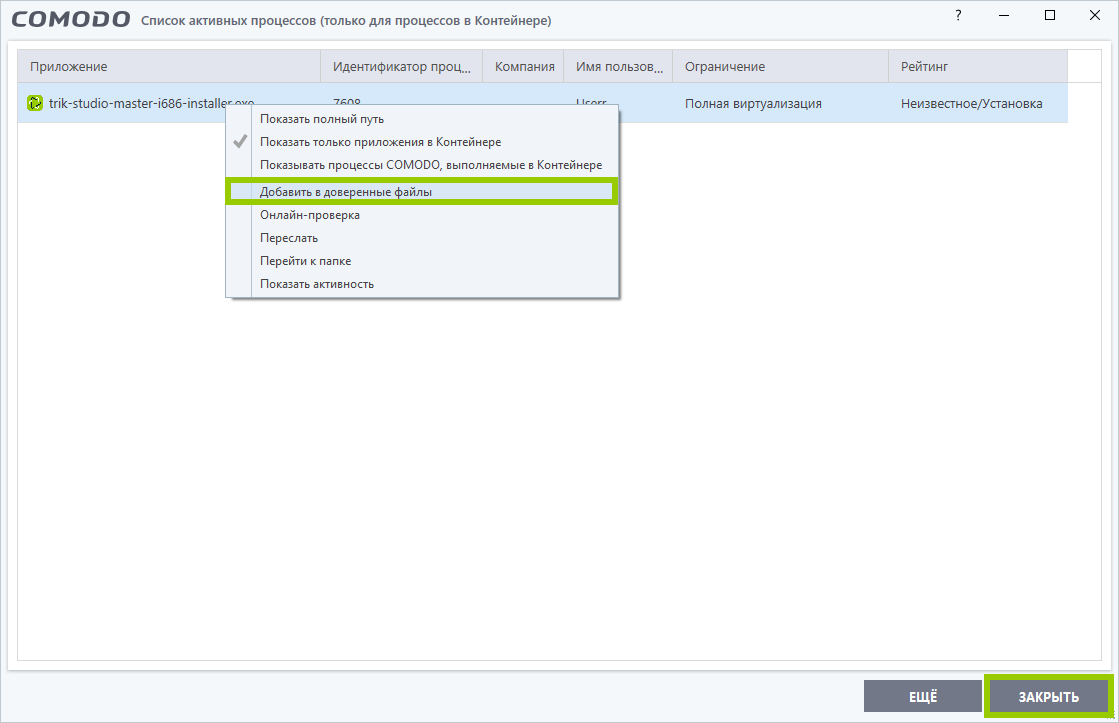 COMODO Список активных процессов (только для процессов в Контейнере) ?
Приложение Идентификатор проц... Компания Имя пользов... Ограничение Рейтинг
trik-studio-master-i686-installer.exe 7608 Userr Полная виртуализация Неизвестное/Установка
Показать полный путь
Показать только приложения в Контейнере
Показывать процессы COMODO, выполняемые в Контейнере
Добавить в доверенные файлы
Онлайн-проверка
Переслать
Перейти к папке
Показать активность
ЕЩЁ ЗАКРЫТЬ